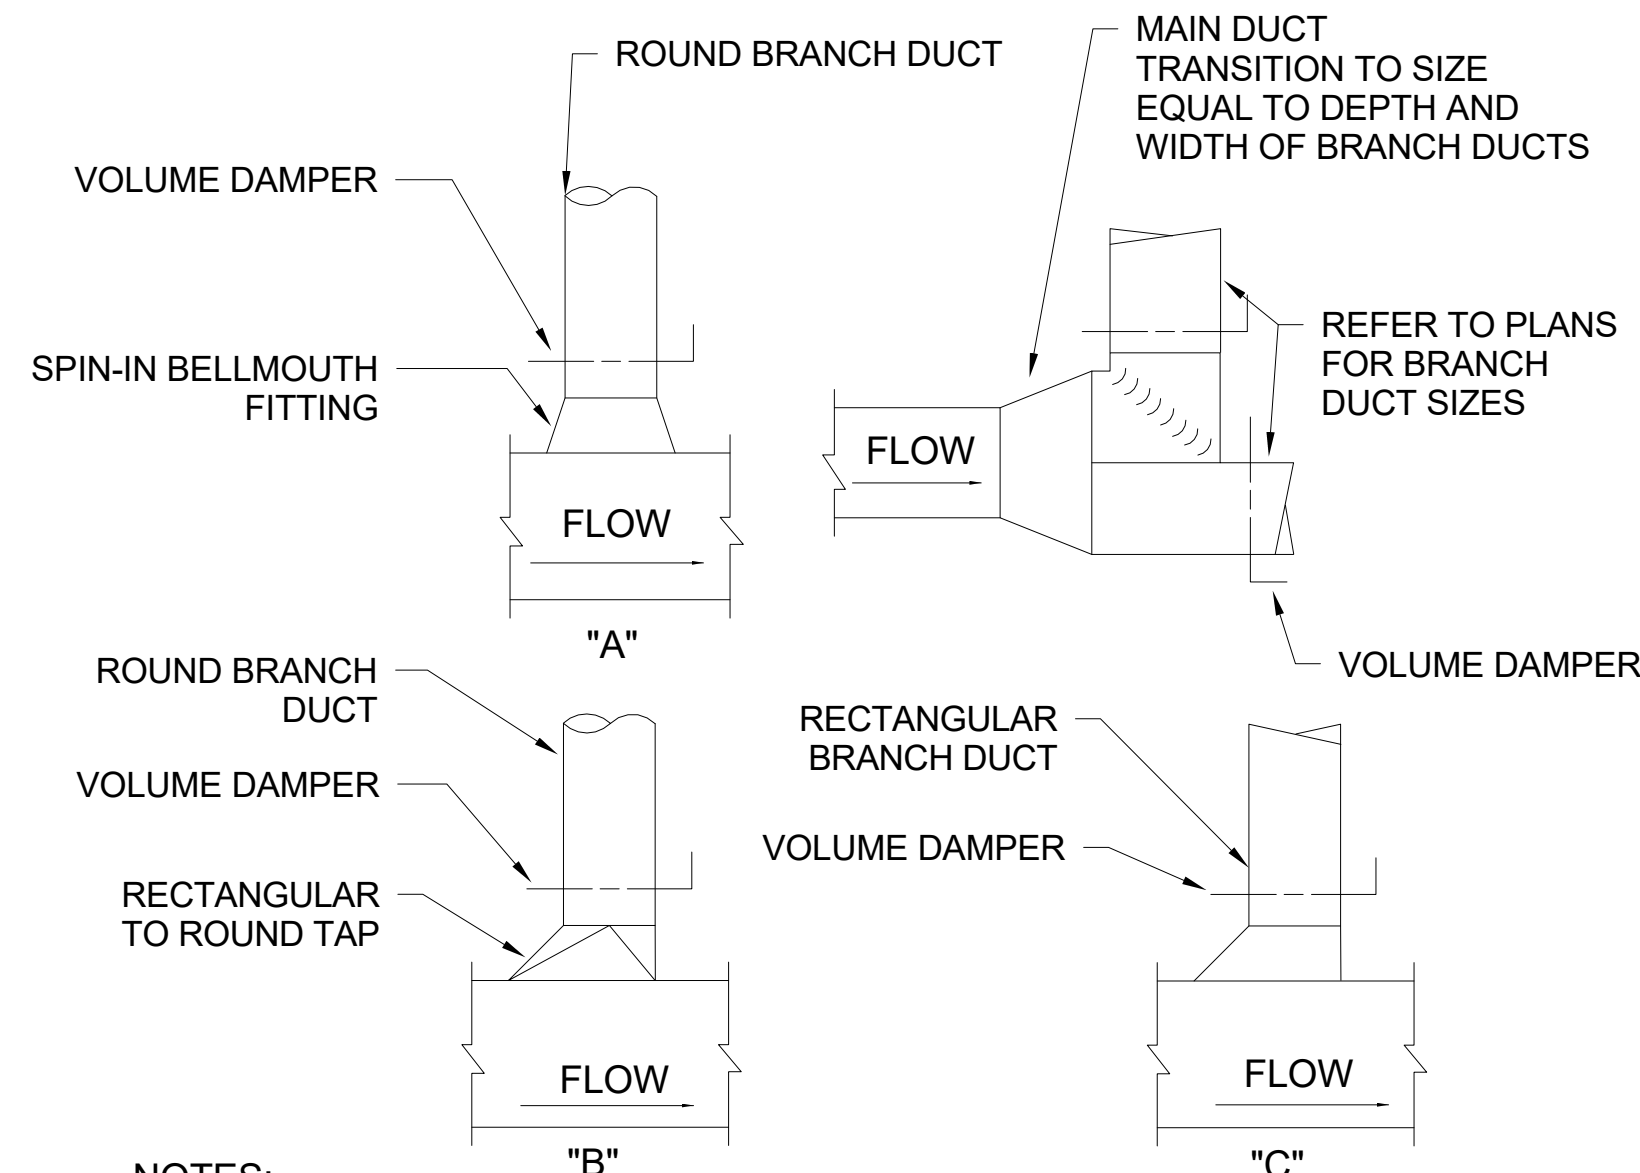 ROUND BRANCH DUCT
VOLUME DAMPER
SPIN-IN BELLMOUTH
FITTING
FLOW
"A"
MAIN DUCT
TRANSITION TO SIZE
EQUAL TO DEPTH AND
WIDTH OF BRANCH DUCTS
REFER TO PLANS
FOR BRANCH
DUCT SIZES
FLOW
VOLUME DAMPER
ROUND BRANCH
DUCT
VOLUME DAMPER
RECTANGULAR
TO ROUND TAP
FLOW
"B"
RECTANGULAR
BRANCH DUCT
VOLUME DAMPER
FLOW
"C"
NOTES: